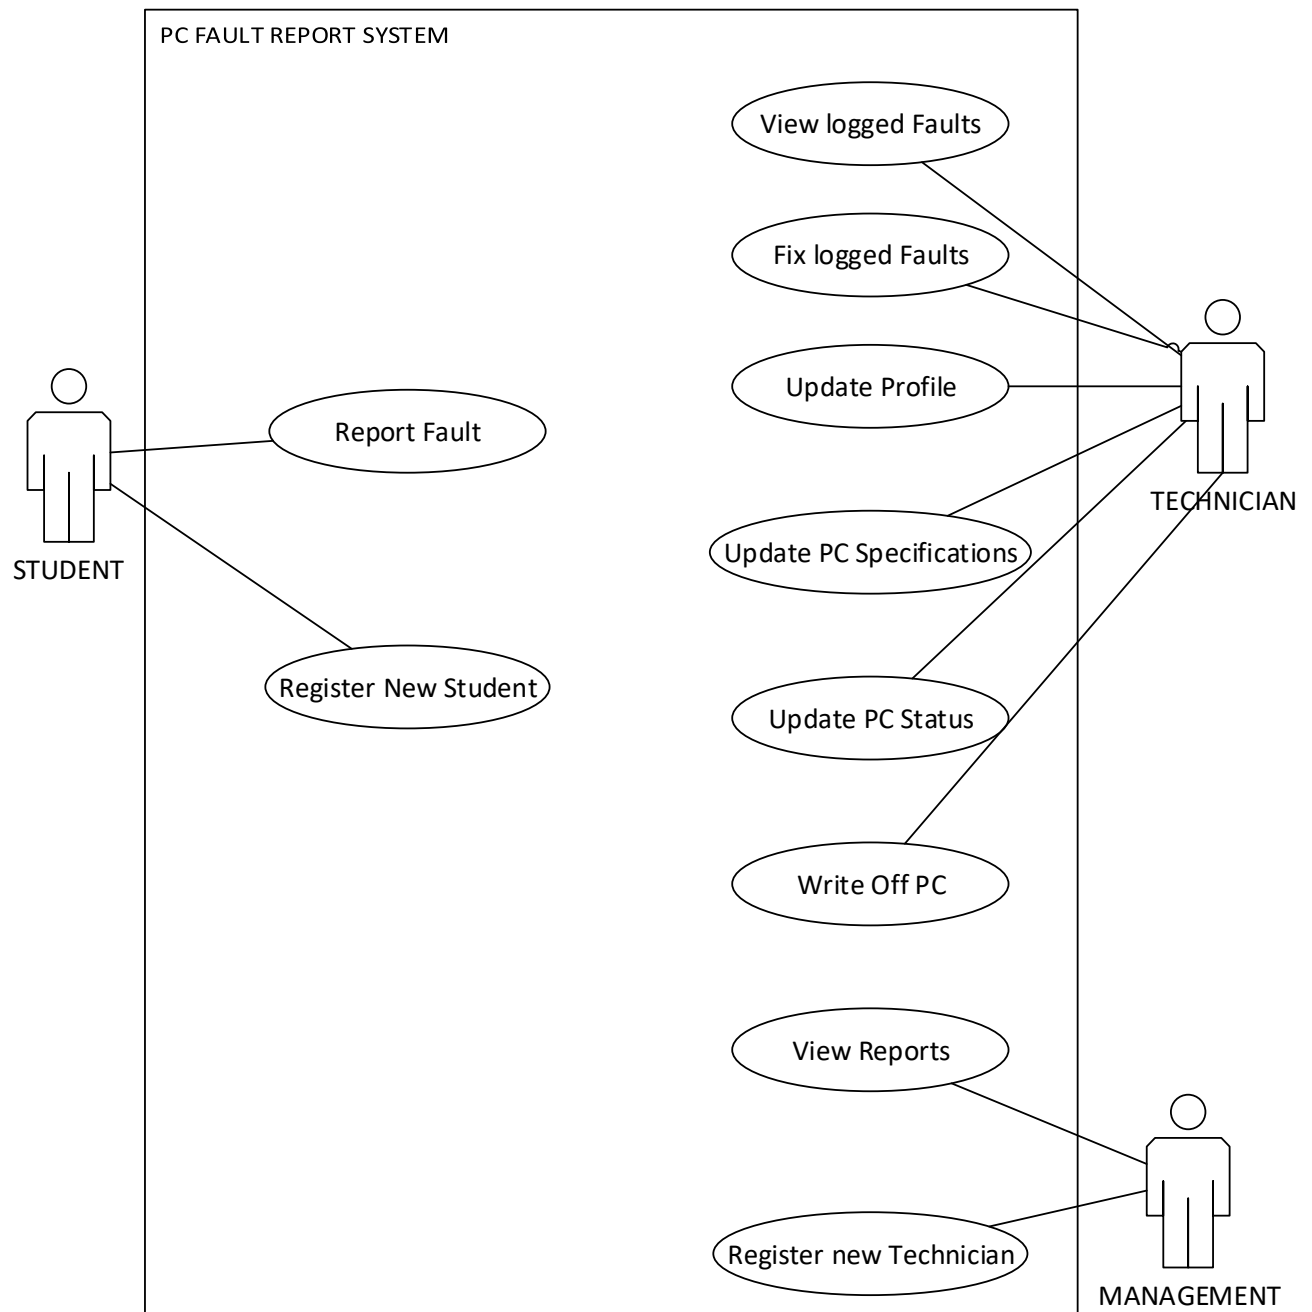 PC FAULT REPORT SYSTEM
View logged Faults
Fix logged Faults
Update Profile
Report Fault
TECHNICIAN
Update PC Specifications
STUDENT
Register New Student
Update PC Status
Write Off PC
View Reports
Register new Technician
MANAGEMENT